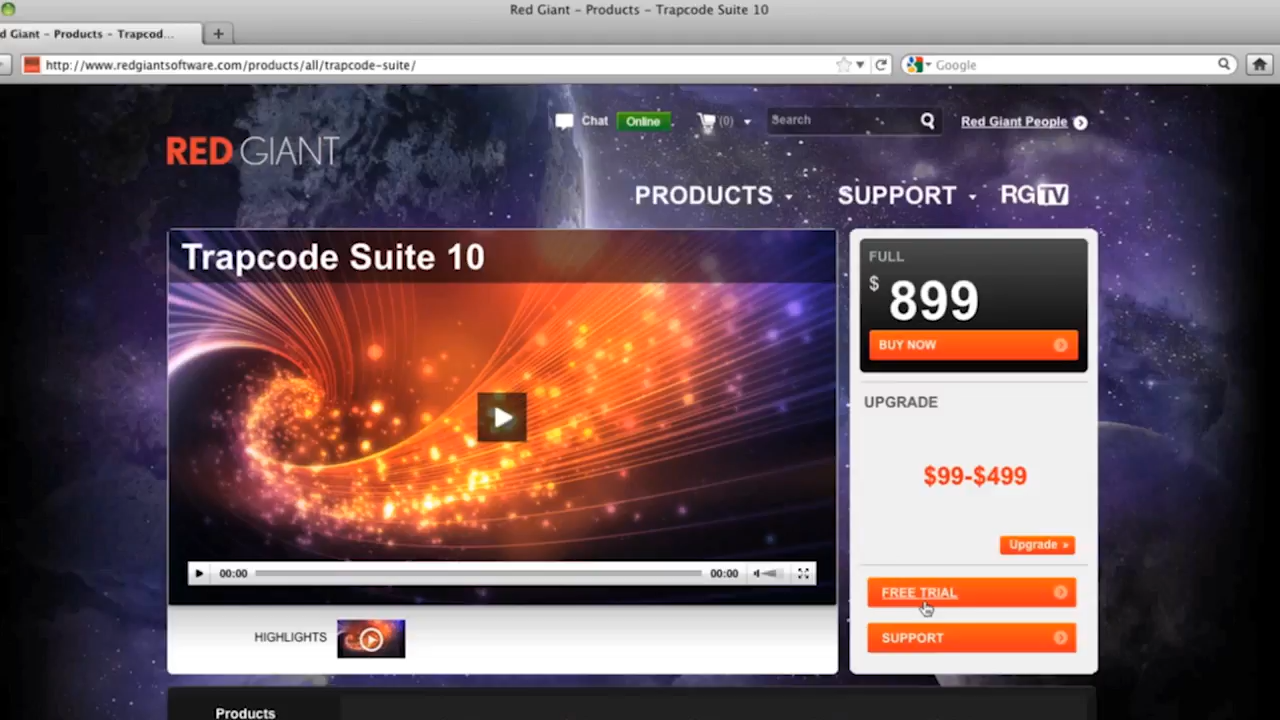 Red Giant – Products – Trapcode Suite 10
d Giant – Products – Trapcod...
+
http://www.redgiantsoftware.com/products/all/trapcode-suite/
Google
Chat
Online
(0)
Search
Red Giant People
RED GIANT
PRODUCTS
SUPPORT
RGTV
Trapcode Suite 10
FULL
$ 899
BUY NOW
UPGRADE
$99-$499
Upgrade »
00:00
00:00
FREE TRIAL
HIGHLIGHTS
SUPPORT
Products